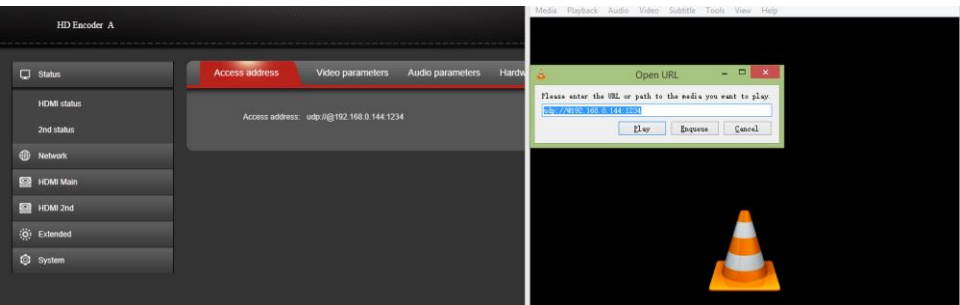 HD Encoder A
Status
HDMI status
2nd status
Network
HDMI Main
HDMI 2nd
Extended
System
Access address Video parameters Audio parameters Hardw
Access address: udp://@192.168.0.144:1234
Media Playback Audio Video Subtitle Tools View Help
Open URL
Please enter the URL or path to the media you want to play.
udp://@192.168.0.144:1234
Play Enqueue Cancel